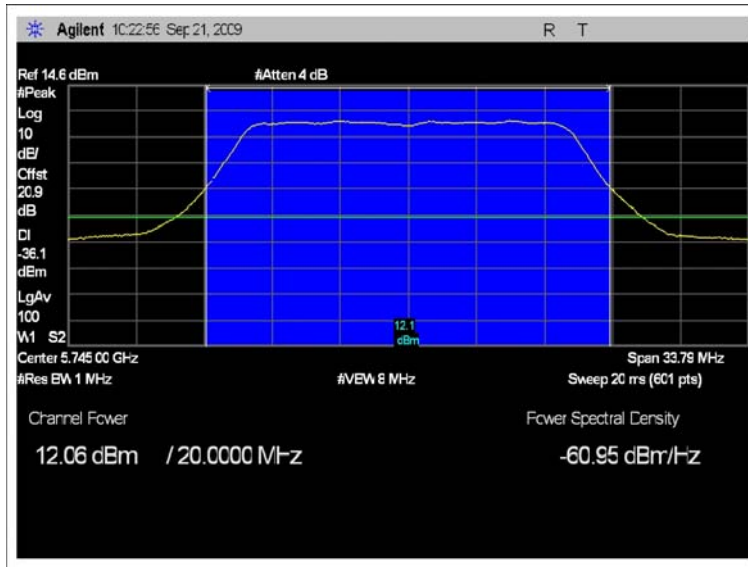 Agilent 10:22:56 Sep 21, 2009 R T
Ref 14.6 dBm #Atten 4 dB
#Peak
Log
10
dB/
Offst
20.9
dB
DI
-36.1
dBm
LgAv
100
W1 S2
12.1
dBm
Center 5.745 00 GHz Span 33.79 MHz
#Res BW 1 MHz #VBW 8 MHz Sweep 20 ms (601 pts)
Channel Power Power Spectral Density
12.06 dBm / 20.0000 MHz -60.95 dBm/Hz